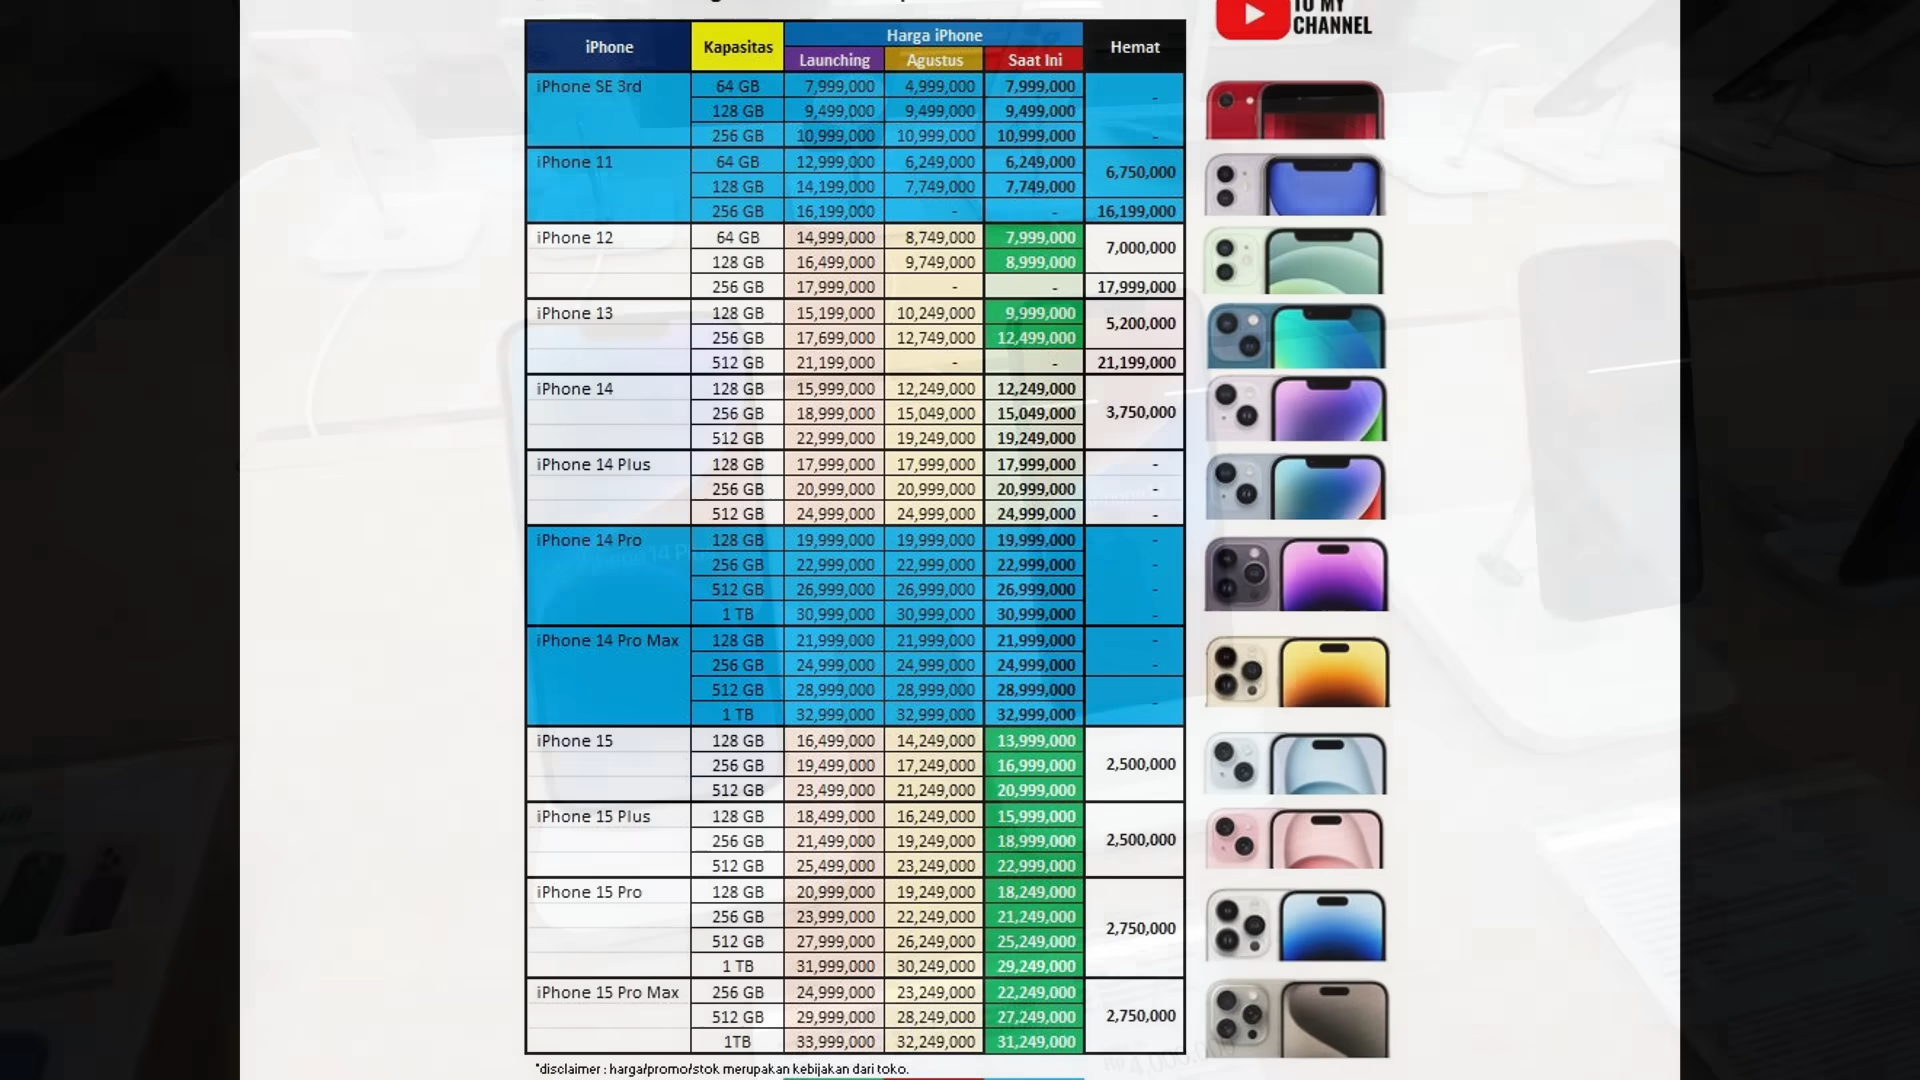 TO MY
CHANNEL
iPhone Kapasitas Harga iPhone Hemat
Launching Agustus Saat Ini
iPhone SE 3rd 64 GB 7,999,000 4,999,000 7,999,000 -
128 GB 9,499,000 9,499,000 9,499,000
256 GB 10,999,000 10,999,000 10,999,000 -
iPhone 11 64 GB 12,999,000 6,249,000 6,249,000 6,750,000
128 GB 14,199,000 7,749,000 7,749,000
256 GB 16,199,000 - - 16,199,000
iPhone 12 64 GB 14,999,000 8,749,000 7,999,000 7,000,000
128 GB 16,499,000 9,749,000 8,999,000
256 GB 17,999,000 - - 17,999,000
iPhone 13 128 GB 15,199,000 10,249,000 9,999,000 5,200,000
256 GB 17,699,000 12,749,000 12,499,000
512 GB 21,199,000 - - 21,199,000
iPhone 14 128 GB 15,999,000 12,249,000 12,249,000 3,750,000
256 GB 18,999,000 15,049,000 15,049,000
512 GB 22,999,000 19,249,000 19,249,000
iPhone 14 Plus 128 GB 17,999,000 17,999,000 17,999,000 -
256 GB 20,999,000 20,999,000 20,999,000 -
512 GB 24,999,000 24,999,000 24,999,000 -
iPhone 14 Pro 128 GB 19,999,000 19,999,000 19,999,000 -
256 GB 22,999,000 22,999,000 22,999,000 -
512 GB 26,999,000 26,999,000 26,999,000 -
1 TB 30,999,000 30,999,000 30,999,000 -
iPhone 14 Pro Max 128 GB 21,999,000 21,999,000 21,999,000 -
256 GB 24,999,000 24,999,000 24,999,000 -
512 GB 28,999,000 28,999,000 28,999,000 -
1 TB 32,999,000 32,999,000 32,999,000
iPhone 15 128 GB 16,499,000 14,249,000 13,999,000 2,500,000
256 GB 19,499,000 17,249,000 16,999,000
512 GB 23,499,000 21,249,000 20,999,000
iPhone 15 Plus 128 GB 18,499,000 16,249,000 15,999,000 2,500,000
256 GB 21,499,000 19,249,000 18,999,000
512 GB 25,499,000 23,249,000 22,999,000
iPhone 15 Pro 128 GB 20,999,000 19,249,000 18,249,000 2,750,000
256 GB 23,999,000 22,249,000 21,249,000
512 GB 27,999,000 26,249,000 25,249,000
1 TB 31,999,000 30,249,000 29,249,000
iPhone 15 Pro Max 256 GB 24,999,000 23,249,000 22,249,000 2,750,000
512 GB 29,999,000 28,249,000 27,249,000
1TB 33,999,000 32,249,000 31,249,000
*disclaimer : harga/promo/stok merupakan kebijakan dari toko.